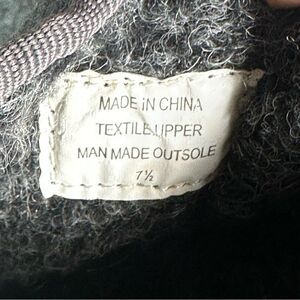 MADE IN CHINA
TEXTILE UPPER
MAN MADE OUTSOLE
7½